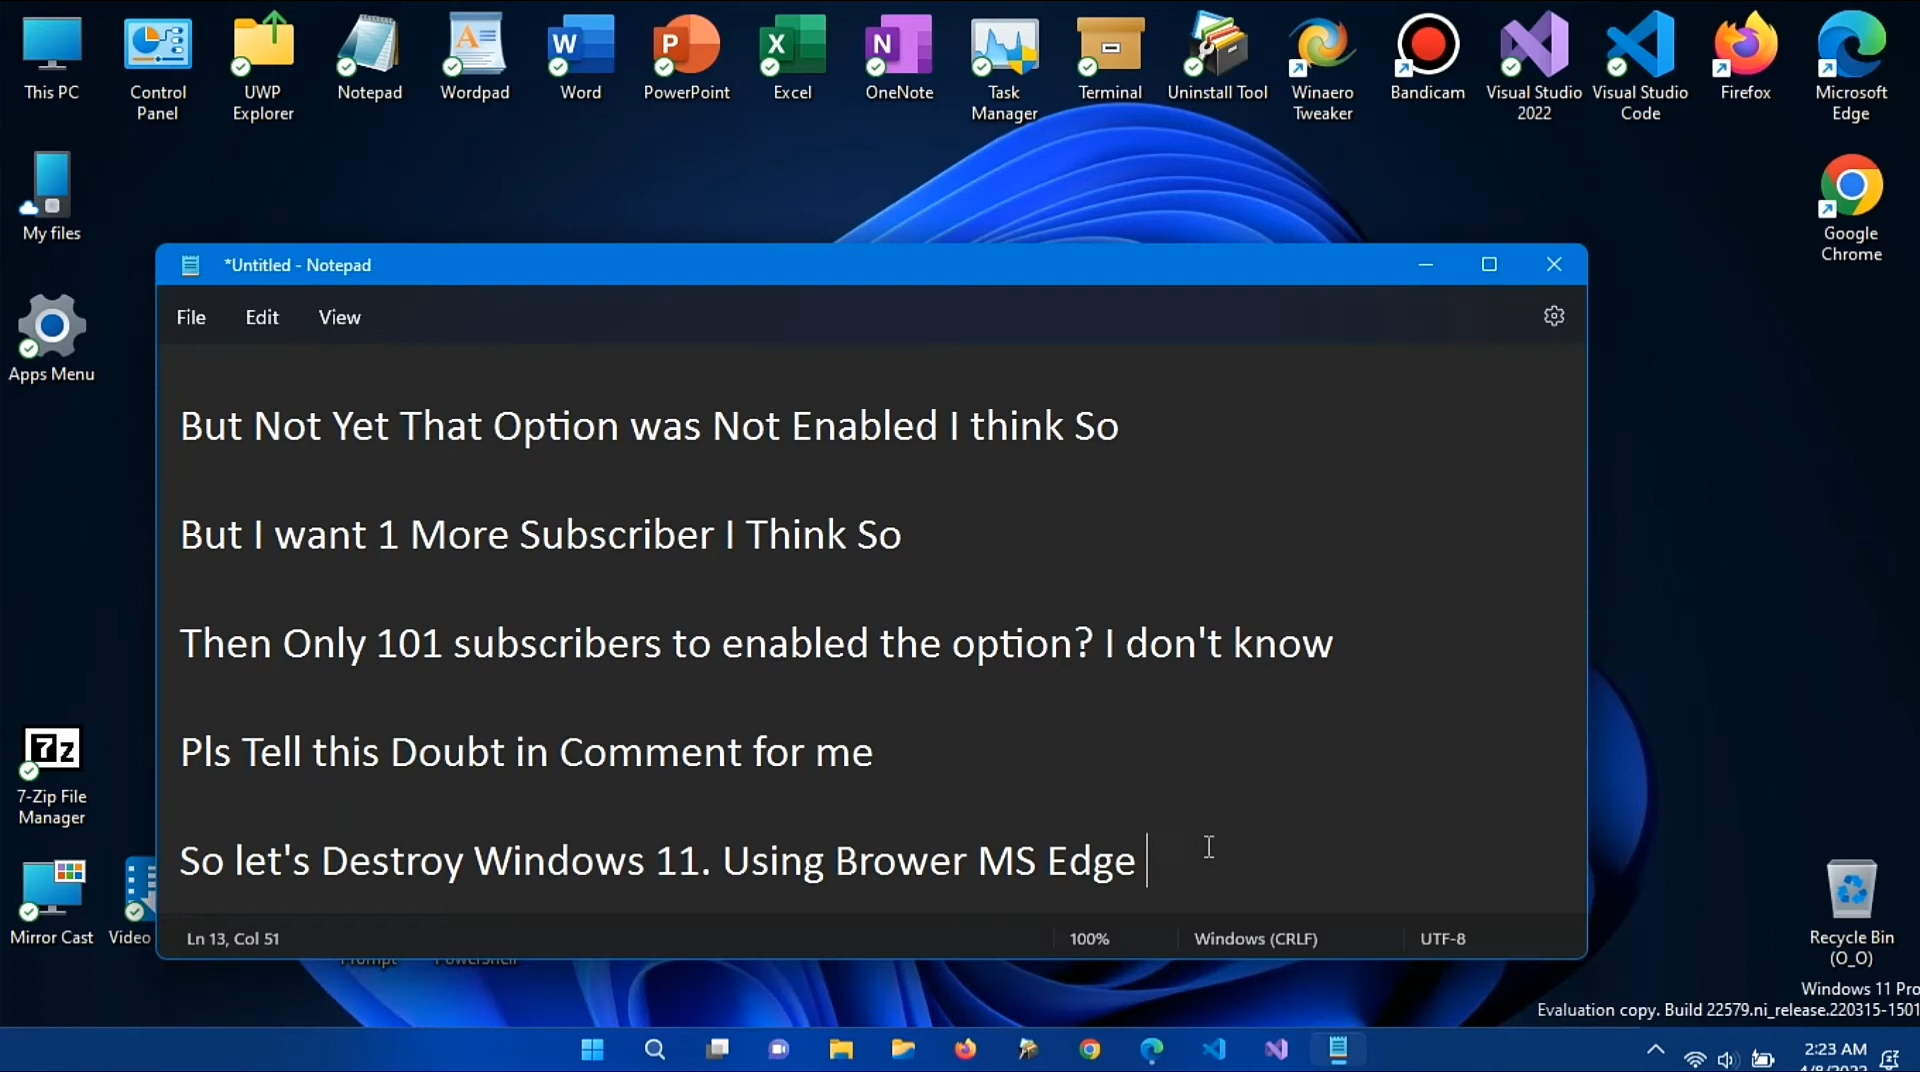 This PC
Control
Panel
UWP
Explorer
Notepad
Wordpad
Word
PowerPoint
Excel
OneNote
Task
Manager
Terminal
Uninstall Tool
Winaero
Tweaker
Bandicam
Visual Studio
2022
Visual Studio
Code
Firefox
Microsoft
Edge
My files
Google
Chrome
Apps Menu
*Untitled - Notepad
File Edit View
But Not Yet That Option was Not Enabled I think So
But I want 1 More Subscriber I Think So
Then Only 101 subscribers to enabled the option? I don't know
Pls Tell this Doubt in Comment for me
So let's Destroy Windows 11. Using Brower MS Edge
Ln 13, Col 51
100%
Windows (CRLF)
UTF-8
7z
7-Zip File
Manager
Mirror Cast
Video
Prompt
PowerShell
Recycle Bin
(O_O)
Windows 11 Pro
Evaluation copy. Build 22579.ni_release.220315-1501
2:23 AM